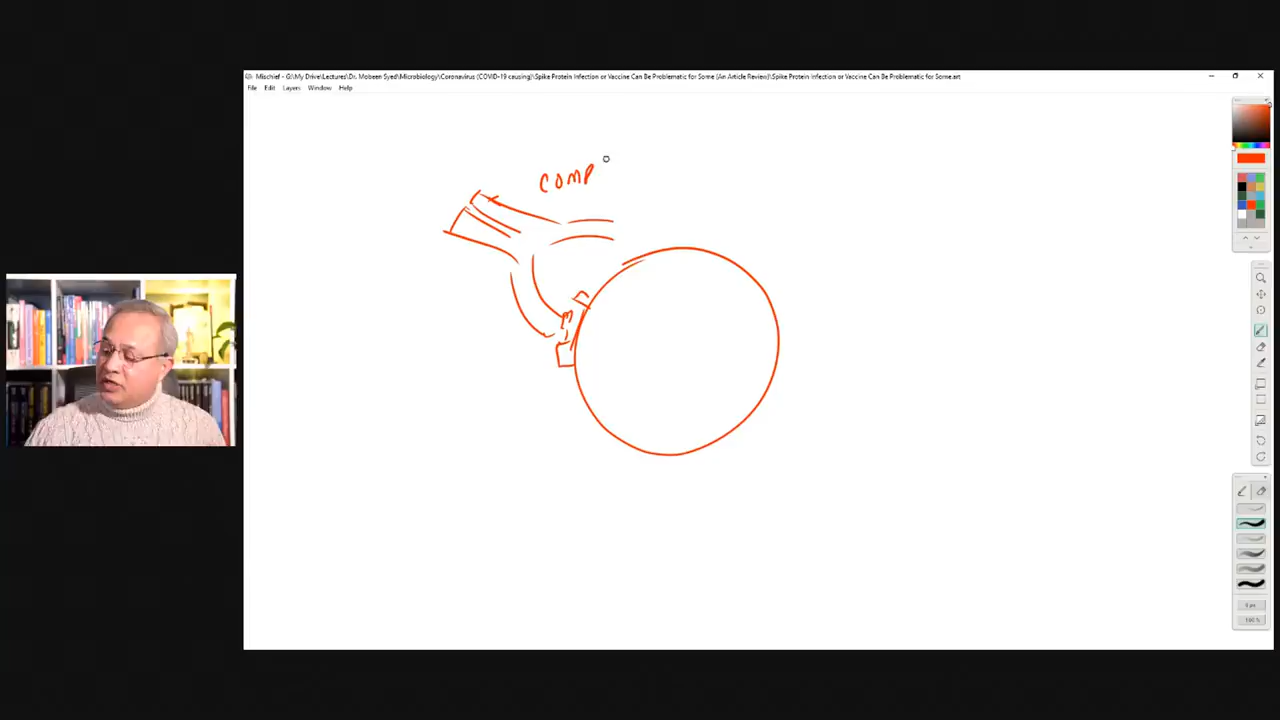 Mischief - G:\My Drive\Lectures\Dr. Mobeen Syed\Microbiology\Coronavirus (COVID-19 causing)\Spike Protein Infection or Vaccine Can Be Problematic for Some (An Article Review)\Spike Protein Infection or Vaccine Can Be Problematic for Some.art
File Edit Layers Window Help
COMP
100 %